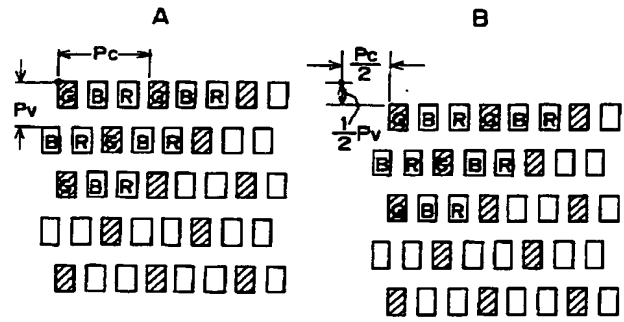 A
B
Pc
Pc/2
Pv
1/2 Pv
G B R G B R
B R G B R
G B R
G B R G B R
B R G B R
G B R